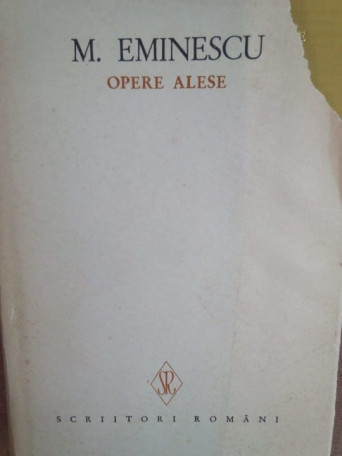 M. EMINESCU
OPERE ALESE
SR
SCRIITORI ROMÂNI